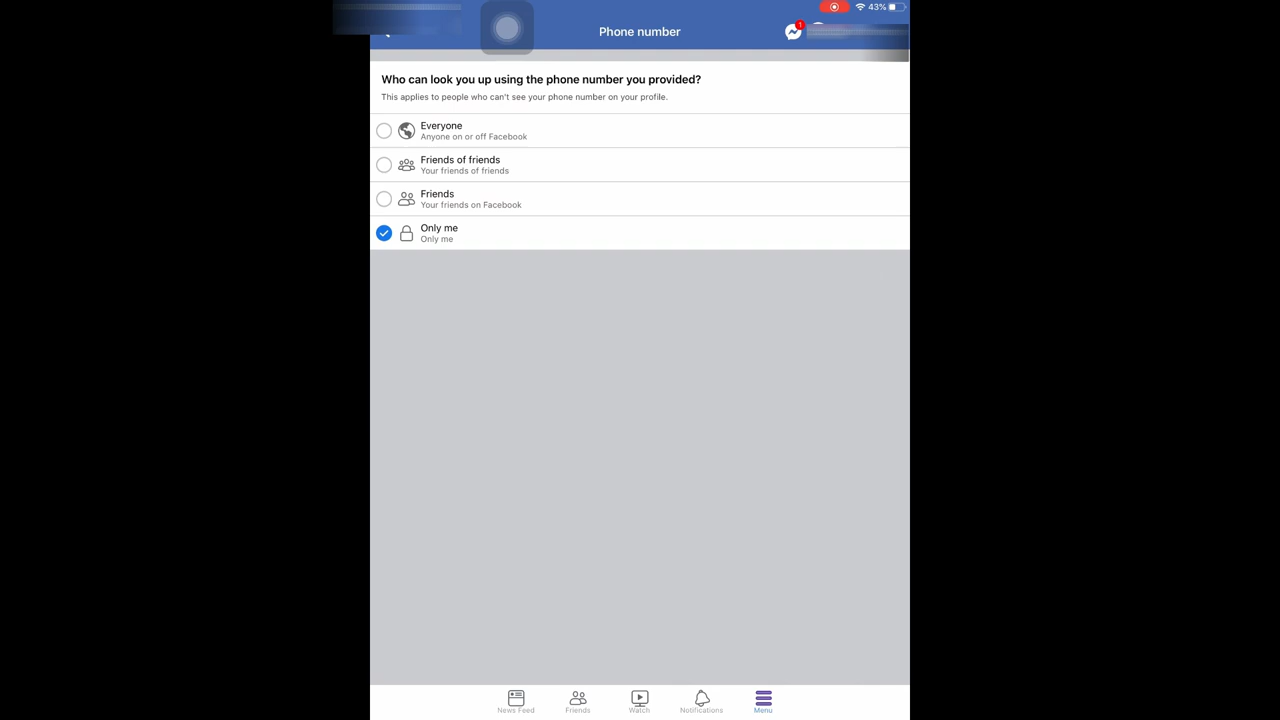 43%
Phone number
1
Who can look you up using the phone number you provided?
This applies to people who can't see your phone number on your profile.
Everyone
Anyone on or off Facebook
Friends of friends
Your friends of friends
Friends
Your friends on Facebook
Only me
Only me
News Feed
Friends
Watch
Notifications
Menu